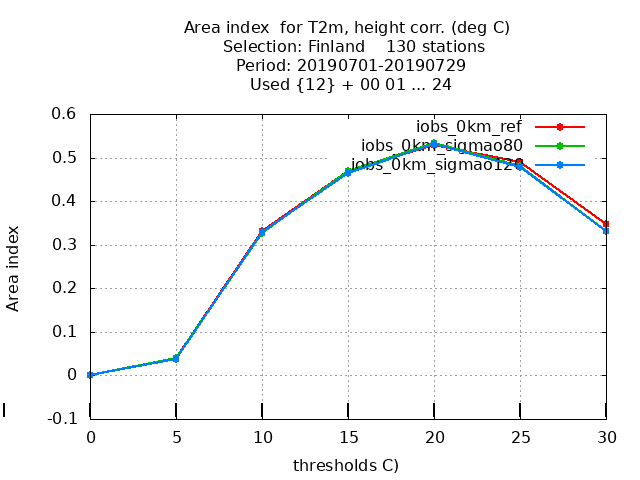 Area index  for T2m, height corr. (deg C)
Selection: Finland    130 stations
Period: 20190701-20190729
Used {12} + 00 01 ... 24
iobs_0km_ref
iobs_0km_sigmao80
iobs_0km_sigmao120
Area index
0.6
0.5
0.4
0.3
0.2
0.1
0
-0.1
0
5
10
15
20
25
30
thresholds C)